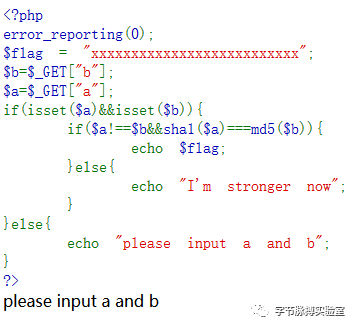 <?php
error_reporting(0);
$flag = "xxxxxxxxxxxxxxxxxxxxxxxxxxx";
$b=$_GET["b"];
$a=$_GET["a"];
if(isset($a)&&isset($b)){
if($a!==$b&&sha1($a)===md5($b)){
echo $flag;
}else{
echo "I'm stronger now";
}
}else{
echo "please input a and b";
}
?>
please input a and b
字节脉搏实验室